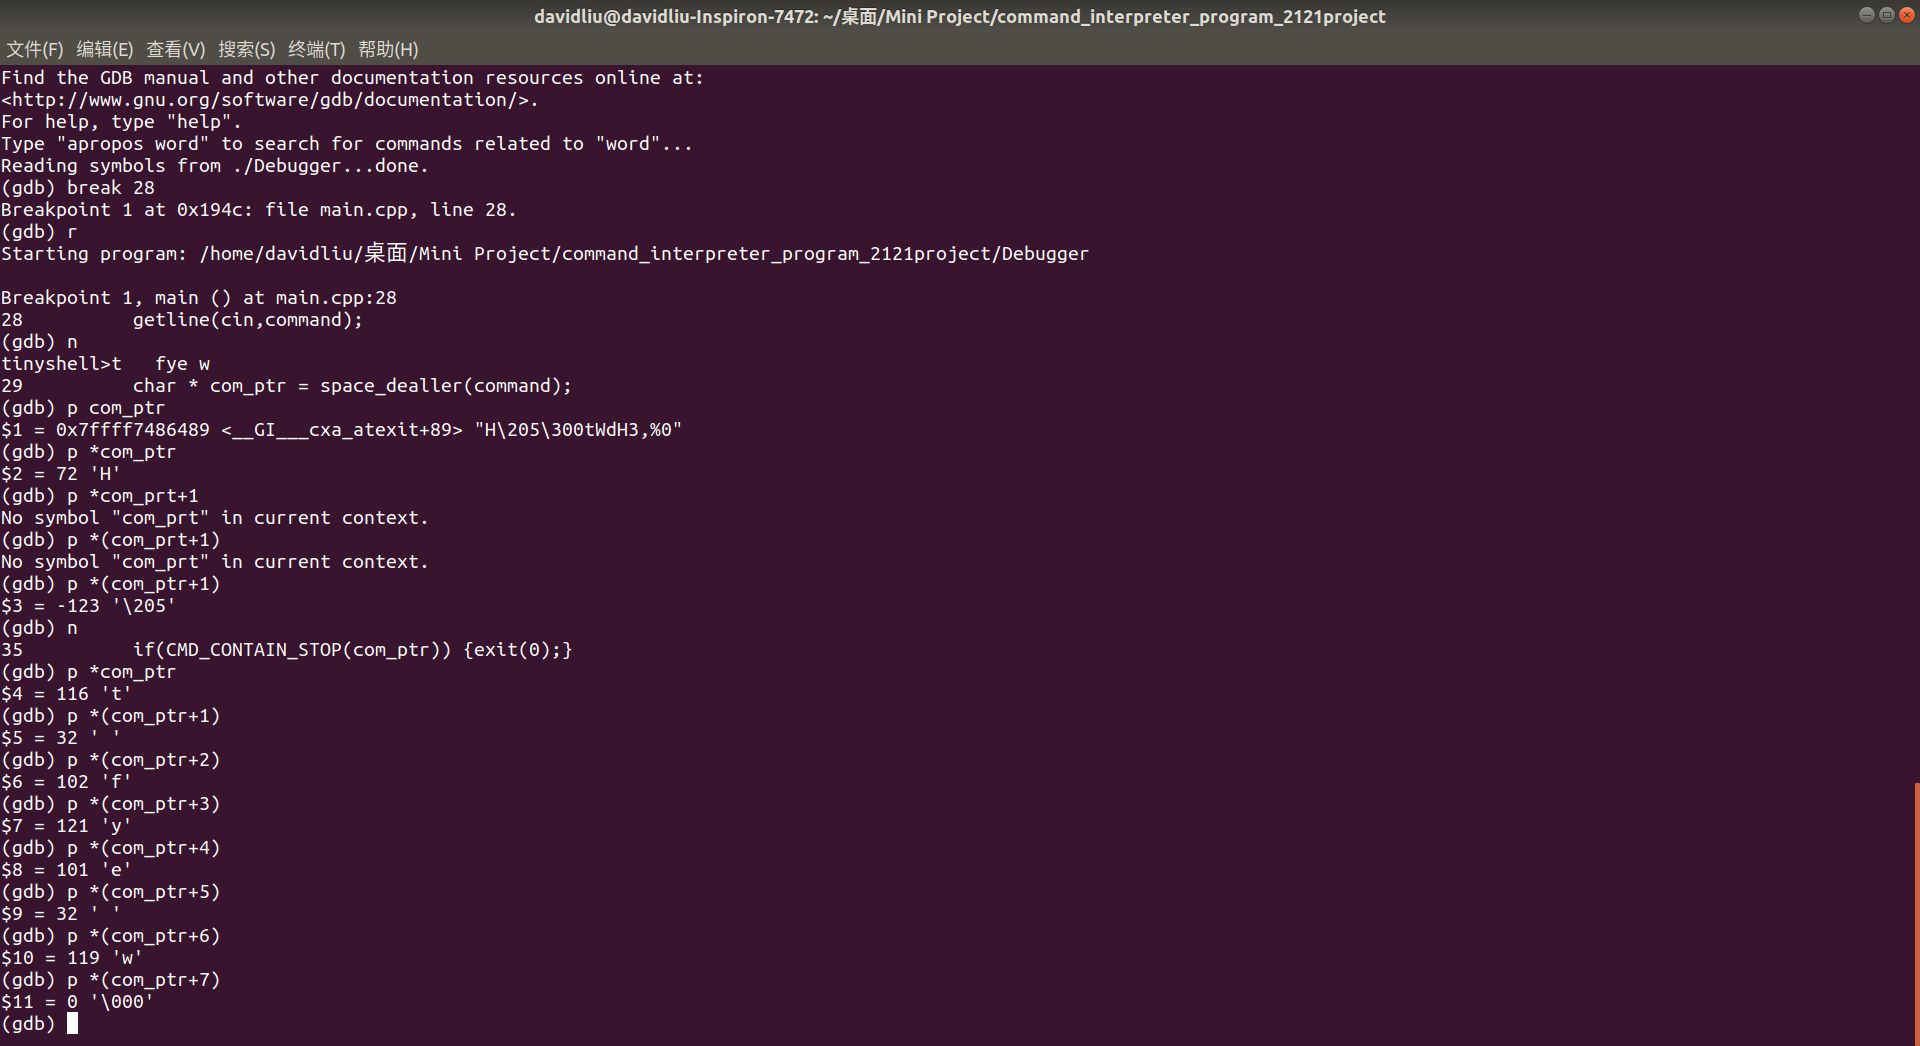 davidliu@davidliu-Inspiron-7472: ~/桌面/Mini Project/command_interpreter_program_2121project
文件(F) 编辑(E) 查看(V) 搜索(S) 终端(T) 帮助(H)
Find the GDB manual and other documentation resources online at:
<http://www.gnu.org/software/gdb/documentation/>.
For help, type "help".
Type "apropos word" to search for commands related to "word"...
Reading symbols from ./Debugger...done.
(gdb) break 28
Breakpoint 1 at 0x194c: file main.cpp, line 28.
(gdb) r
Starting program: /home/davidliu/桌面/Mini Project/command_interpreter_program_2121project/Debugger

Breakpoint 1, main () at main.cpp:28
28          getline(cin,command);
(gdb) n
tinyshell>t   fye w
29          char * com_ptr = space_dealler(command);
(gdb) p com_ptr
$1 = 0x7ffff7486489 <__GI___cxa_atexit+89> "H\205\300tWdH3,%0"
(gdb) p *com_ptr
$2 = 72 'H'
(gdb) p *com_prt+1
No symbol "com_prt" in current context.
(gdb) p *(com_prt+1)
No symbol "com_prt" in current context.
(gdb) p *(com_ptr+1)
$3 = -123 '\205'
(gdb) n
35          if(CMD_CONTAIN_STOP(com_ptr)) {exit(0);}
(gdb) p *com_ptr
$4 = 116 't'
(gdb) p *(com_ptr+1)
$5 = 32 ' '
(gdb) p *(com_ptr+2)
$6 = 102 'f'
(gdb) p *(com_ptr+3)
$7 = 121 'y'
(gdb) p *(com_ptr+4)
$8 = 101 'e'
(gdb) p *(com_ptr+5)
$9 = 32 ' '
(gdb) p *(com_ptr+6)
$10 = 119 'w'
(gdb) p *(com_ptr+7)
$11 = 0 '\000'
(gdb)